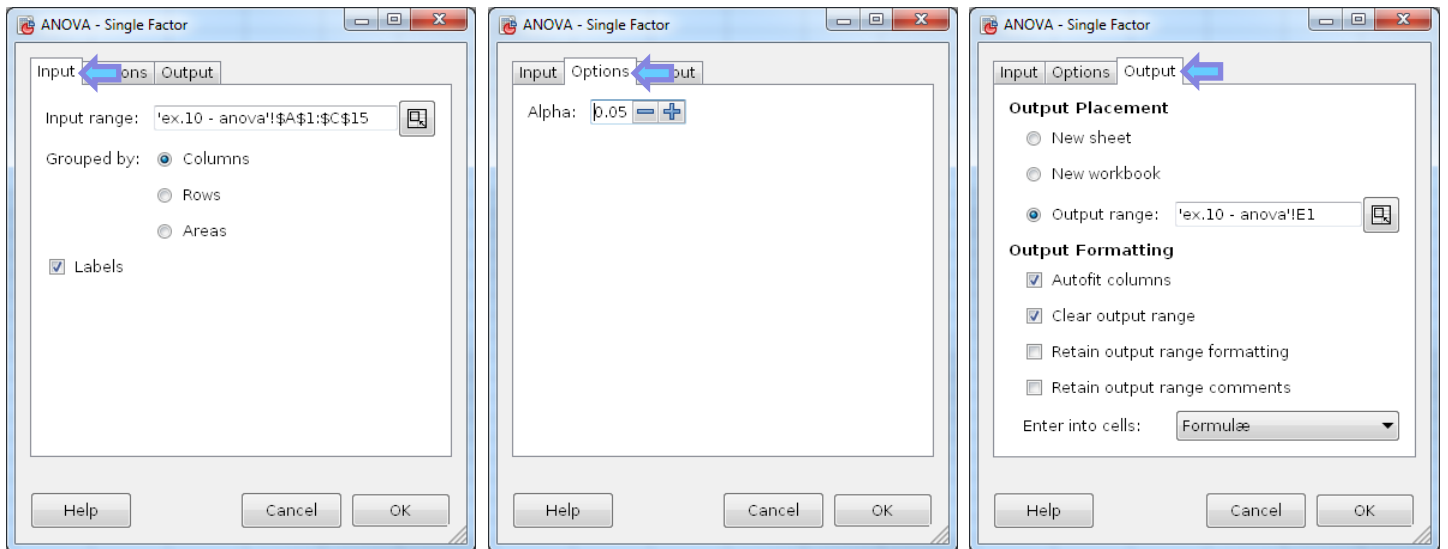 ANOVA - Single Factor
Input Output
Input range: 'ex.10 - anova'!$A$1:$C$15
Grouped by: Columns
Rows
Areas
Labels
Help Cancel OK
ANOVA - Single Factor
Input Options
Alpha: 0.05
Help Cancel OK
ANOVA - Single Factor
Input Options Output
Output Placement
New sheet
New workbook
Output range: 'ex.10 - anova'!E1
Output Formatting
Autofit columns
Clear output range
Retain output range formatting
Retain output range comments
Enter into cells: Formulæ
Help Cancel OK